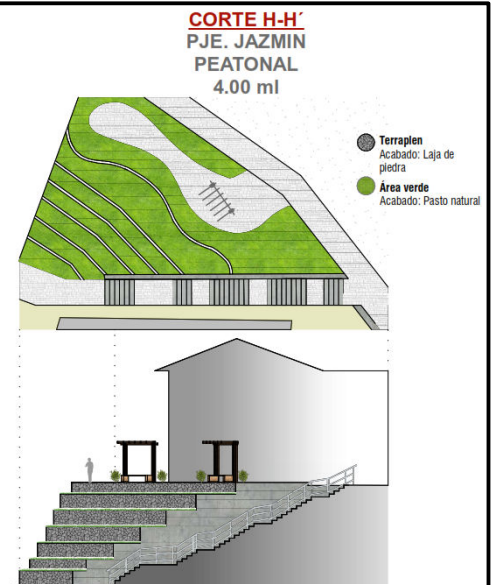 CORTE H-H´
PJE. JAZMIN
PEATONAL
4.00 ml
Terraplen
Acabado: Laja de
piedra
Área verde
Acabado: Pasto natural